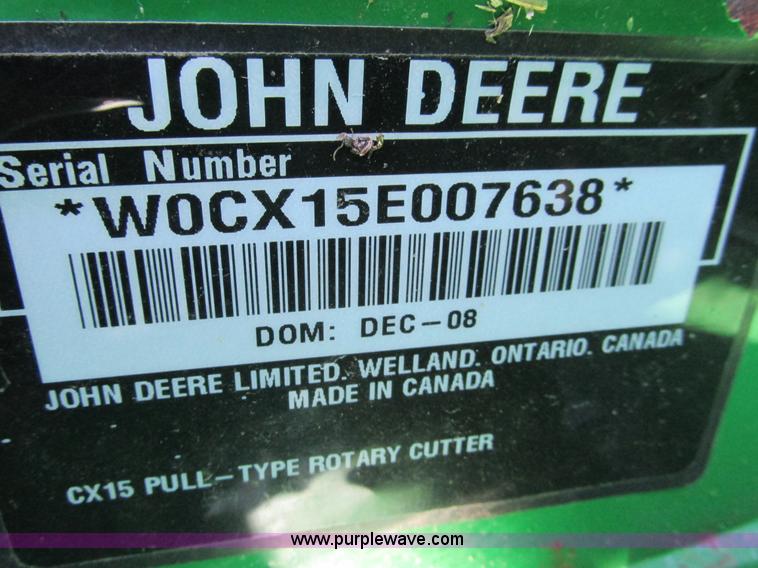 JOHN DEERE
Serial Number
*W0CX15E007638*
DOM: DEC-08
JOHN DEERE LIMITED. WELLAND. ONTARIO. CANADA
MADE IN CANADA
CX15 PULL-TYPE ROTARY CUTTER
www.purplewave.com